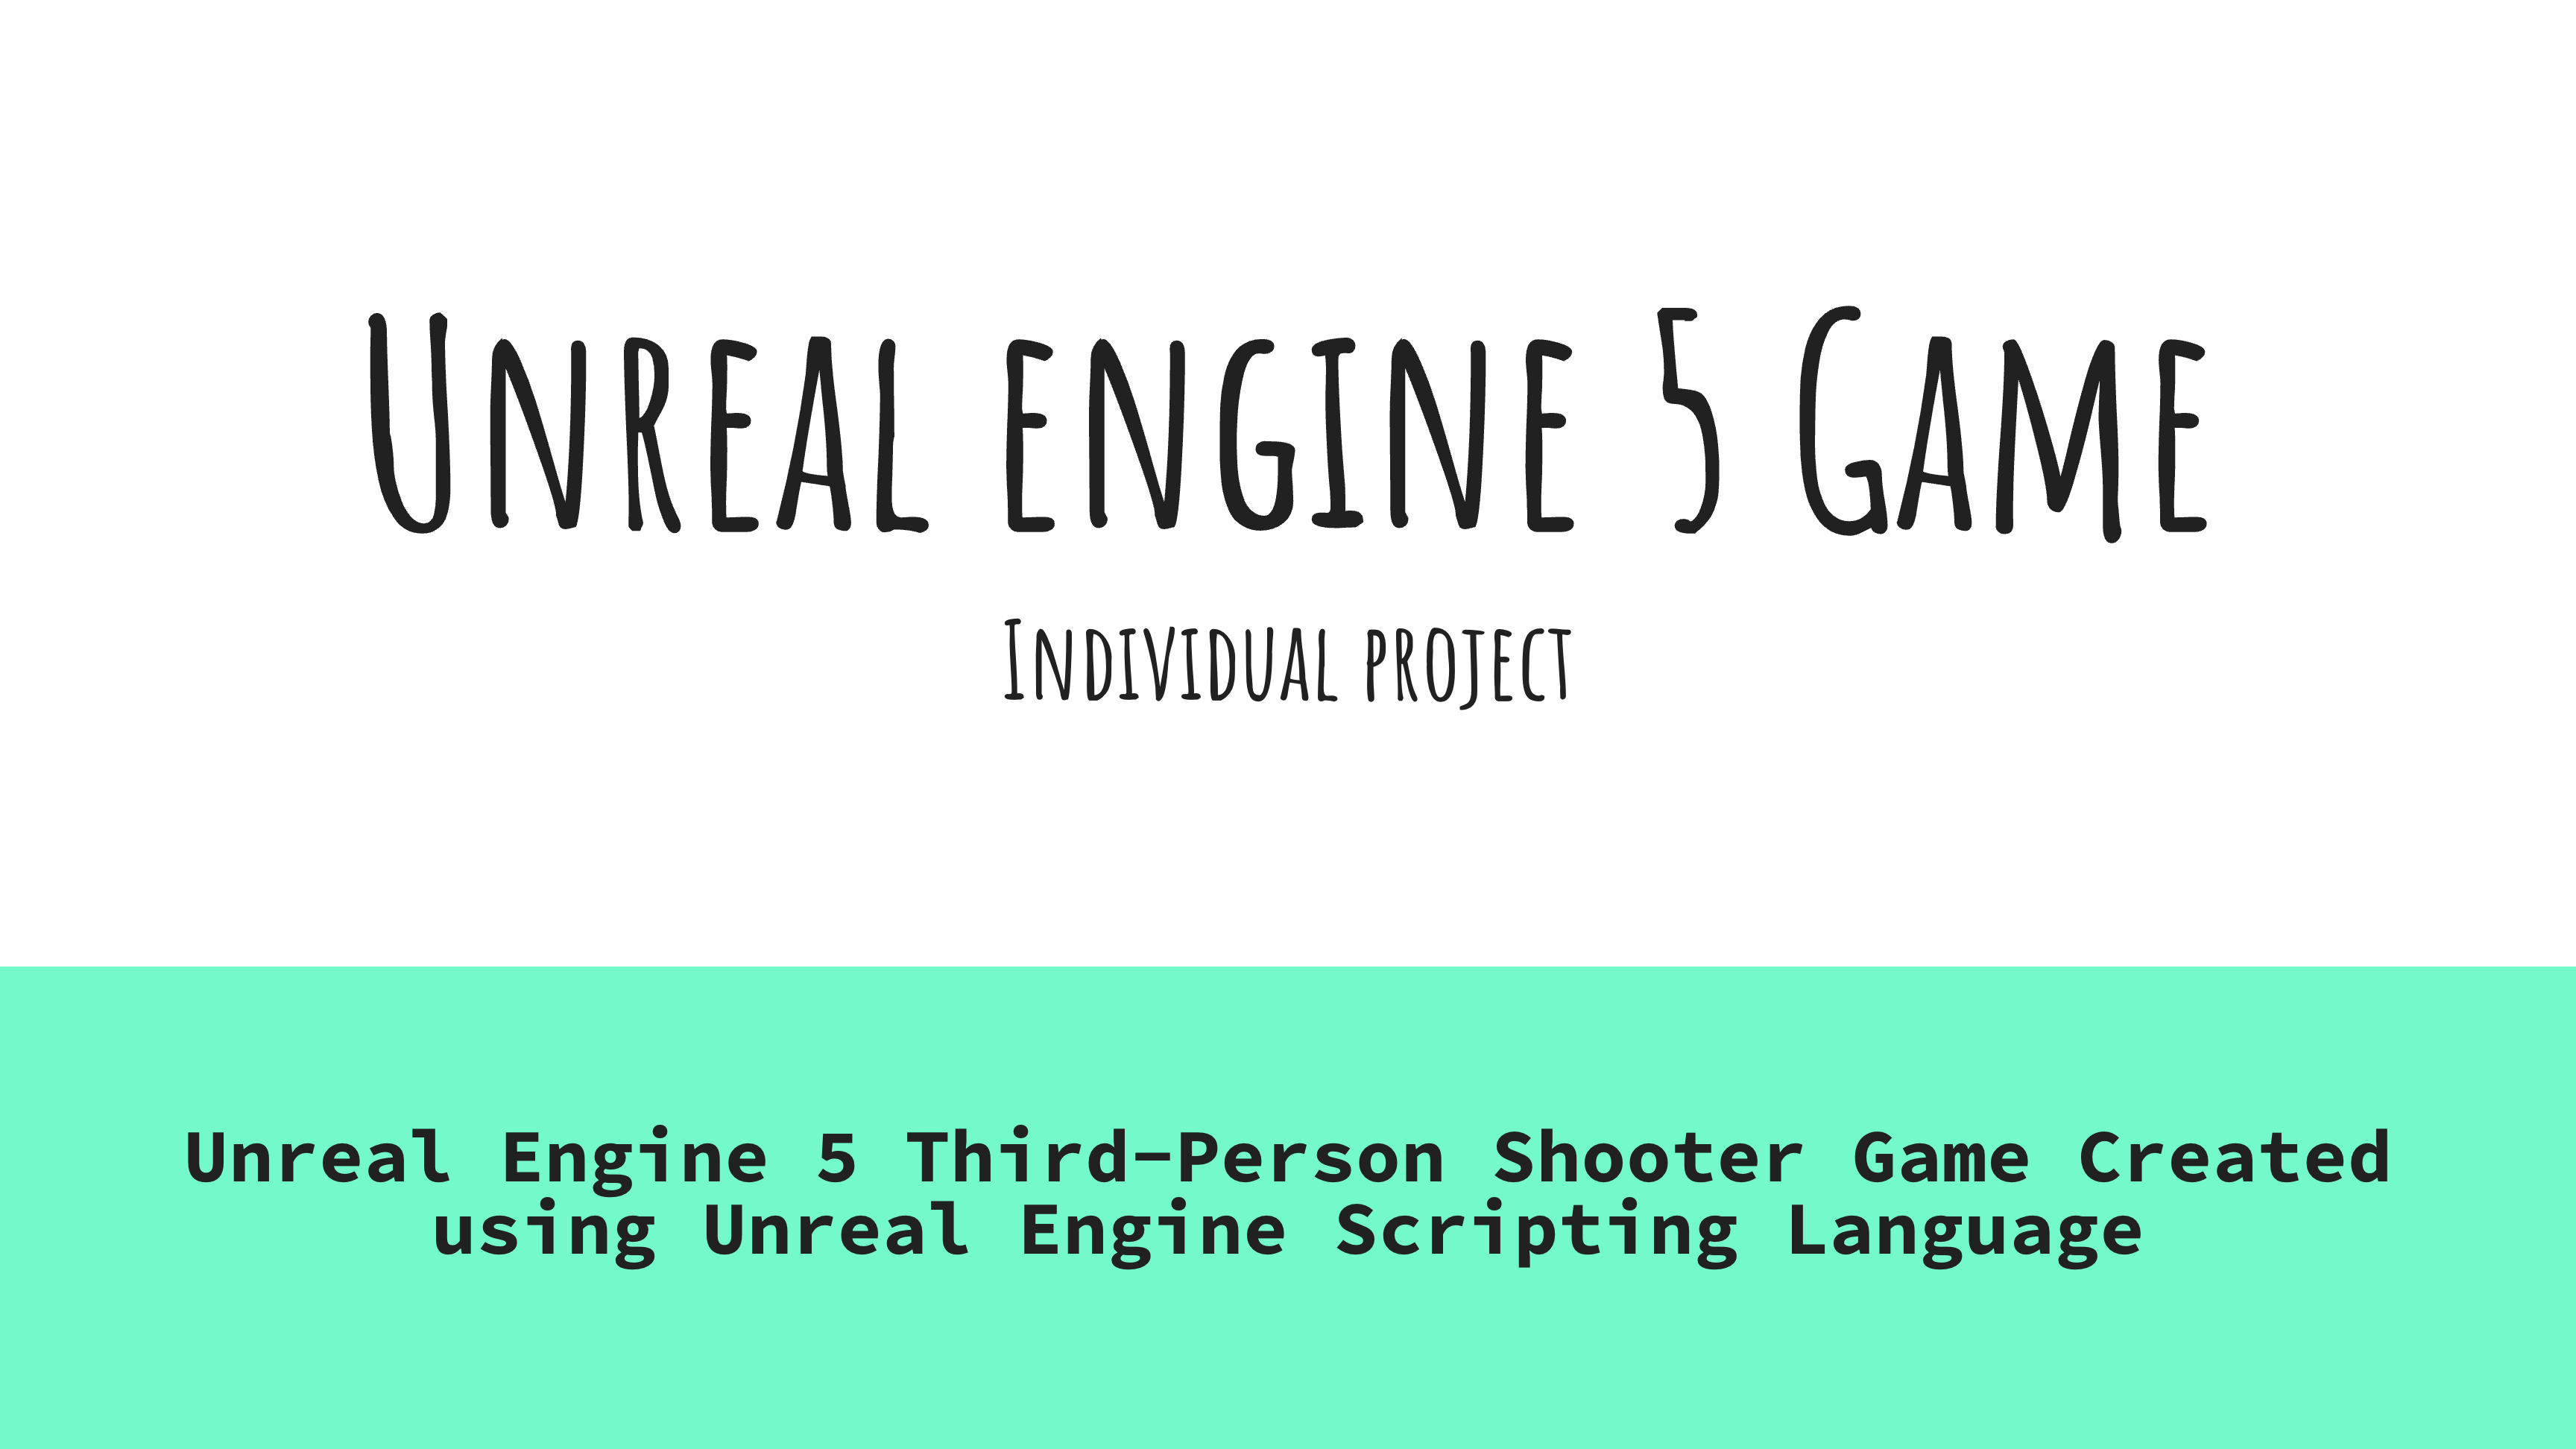 Unreal engine 5 Game
Individual project
Unreal Engine 5 Third-Person Shooter Game Created
using Unreal Engine Scripting Language